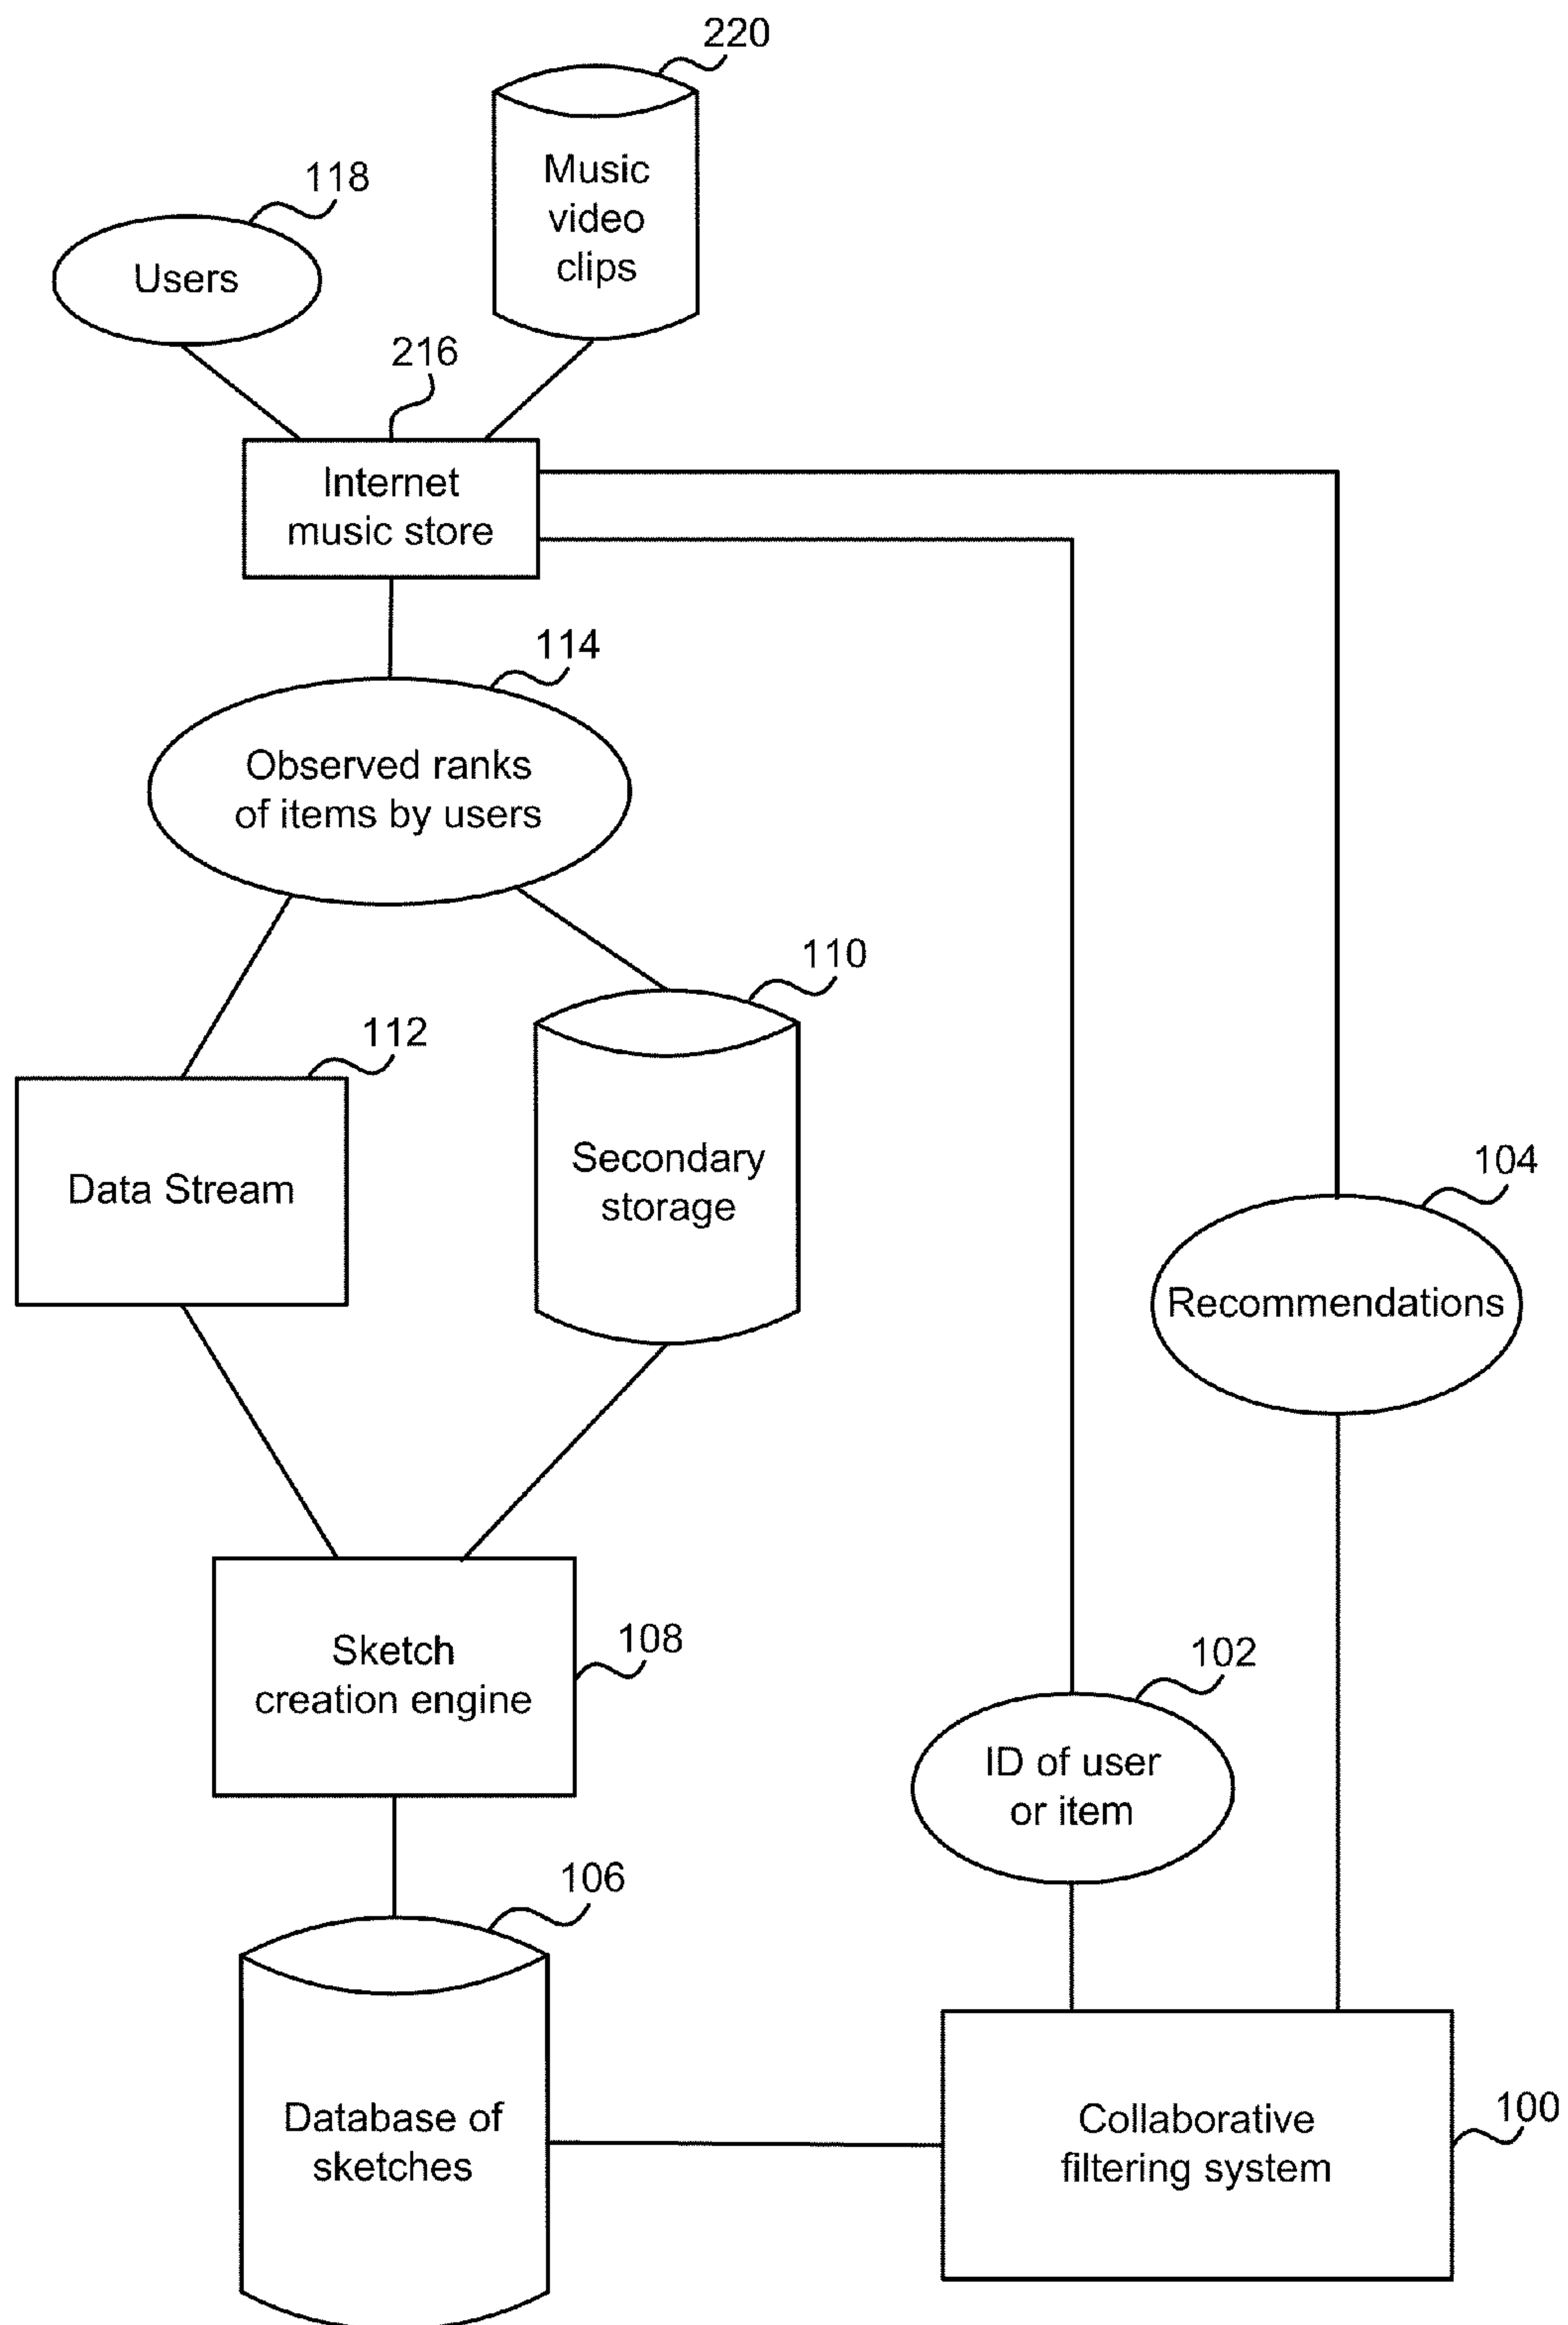 220
Music
video
clips
118
Users
216
Internet
music store
114
Observed ranks
of items by users
110
Secondary
storage
112
Data Stream
104
Recommendations
108
Sketch
creation engine
102
ID of user
or item
106
Database of
sketches
100
Collaborative
filtering system